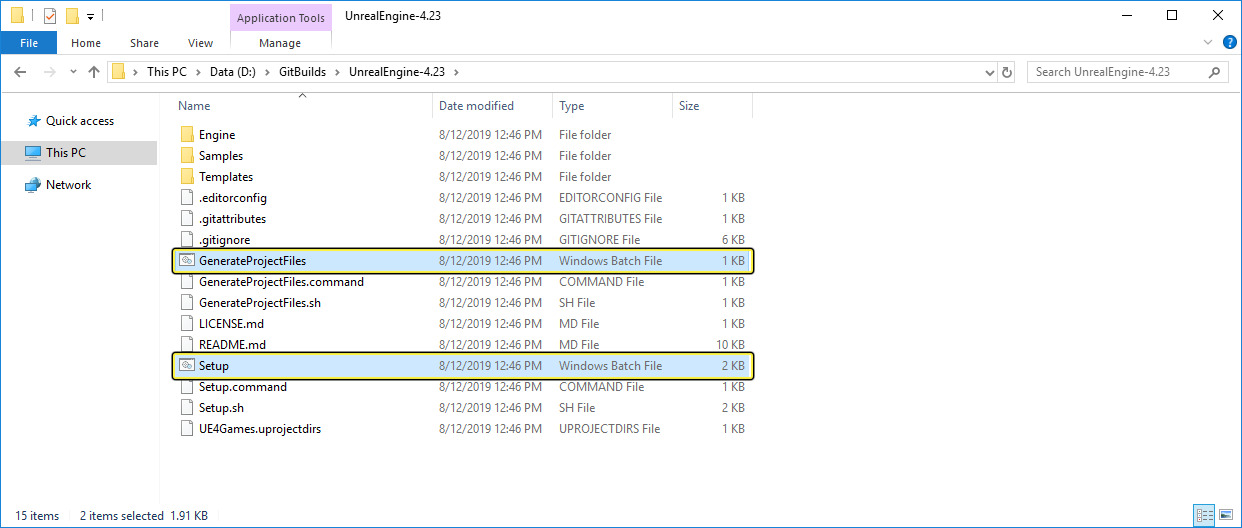 Application Tools UnrealEngine-4.23
File Home Share View Manage
This PC Data (D:) GitBuilds UnrealEngine-4.23 Search UnrealEngine-4.23
Quick access
This PC
Network
Name Date modified Type Size
Engine 8/12/2019 12:46 PM File folder
Samples 8/12/2019 12:46 PM File folder
Templates 8/12/2019 12:46 PM File folder
.editorconfig 8/12/2019 12:46 PM EDITORCONFIG File 1 KB
.gitattributes 8/12/2019 12:46 PM GITATTRIBUTES File 1 KB
.gitignore 8/12/2019 12:46 PM GITIGNORE File 6 KB
GenerateProjectFiles 8/12/2019 12:46 PM Windows Batch File 1 KB
GenerateProjectFiles.command 8/12/2019 12:46 PM COMMAND File 1 KB
GenerateProjectFiles.sh 8/12/2019 12:46 PM SH File 1 KB
LICENSE.md 8/12/2019 12:46 PM MD File 1 KB
README.md 8/12/2019 12:46 PM MD File 10 KB
Setup 8/12/2019 12:46 PM Windows Batch File 2 KB
Setup.command 8/12/2019 12:46 PM COMMAND File 1 KB
Setup.sh 8/12/2019 12:46 PM SH File 2 KB
UE4Games.uprojectdirs 8/12/2019 12:46 PM UPROJECTDIRS File 1 KB
15 items 2 items selected 1.91 KB